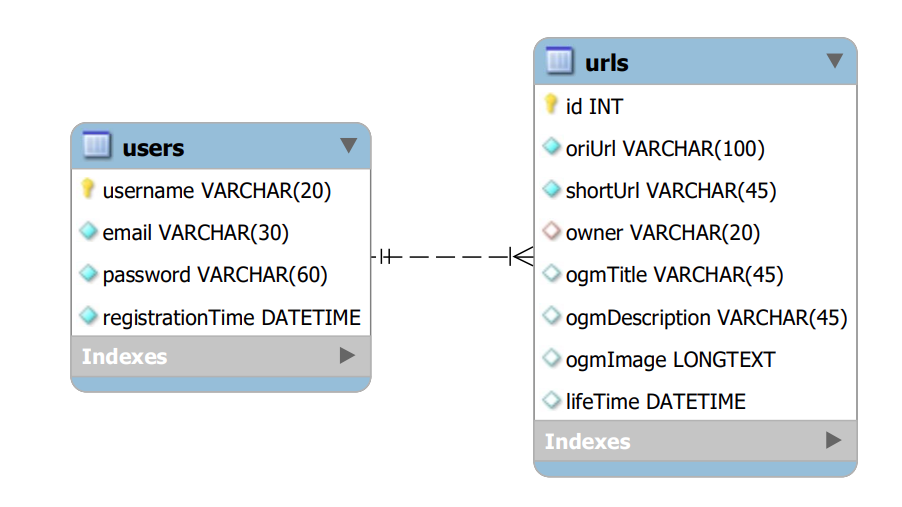 users
username VARCHAR(20)
email VARCHAR(30)
password VARCHAR(60)
registrationTime DATETIME
Indexes
urls
id INT
oriUrl VARCHAR(100)
shortUrl VARCHAR(45)
owner VARCHAR(20)
ogmTitle VARCHAR(45)
ogmDescription VARCHAR(45)
ogmImage LONGTEXT
lifeTime DATETIME
Indexes